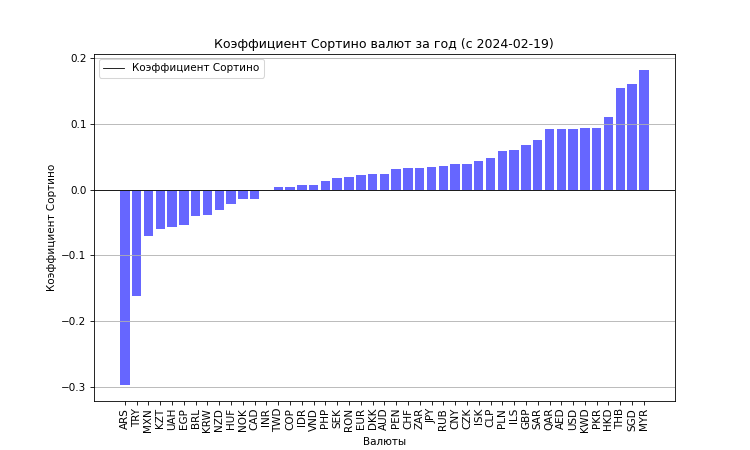 Коэффициент Сортино валют за год (с 2024-02-19)
Коэффициент Сортино
0.2
0.1
0.0
−0.1
−0.2
−0.3
Коэффициент Сортино
ARS TRY MXN KZT UAH EGP BRL KRW NZD HUF NOK CAD INR TWD COP IDR VND PHP SEK RON EUR DKK AUD PEN CHF ZAR JPY RUB CNY CZK ISK CLP PLN ILS GBP SAR QAR AED USD KWD PKR HKD THB SGD MYR
Валюты